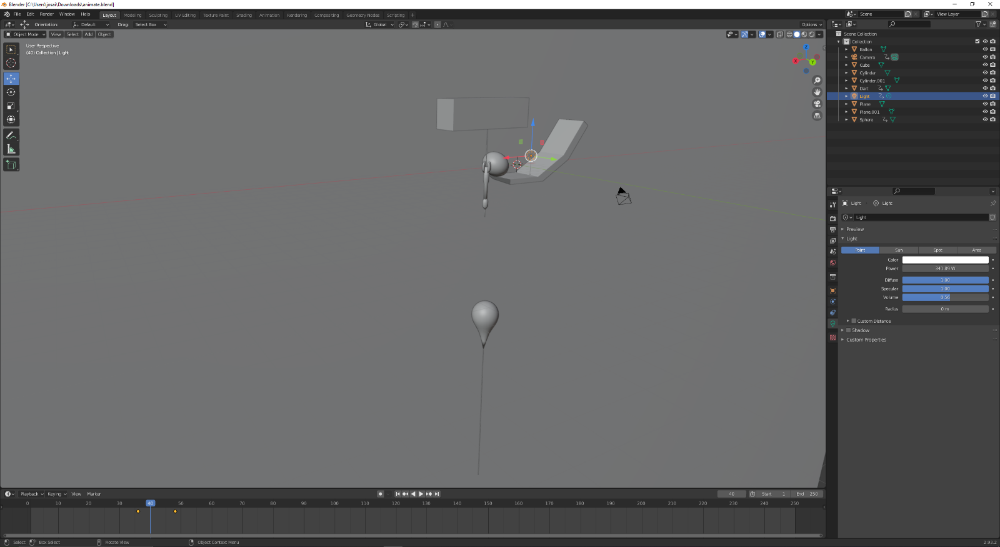 Blender [C:\Users\josai\Downloads\animate.blend]
File Edit Render Window Help Layout Modeling Sculpting UV Editing Texture Paint Shading Animation Rendering Compositing Geometry Nodes Scripting + Scene View Layer
Orientation: Default Drag: Select Box Global Options
Object Mode View Select Add Object
User Perspective
(40) Collection | Light
Z
X
Y
Scene Collection
Collection
Ballon
Camera
Cube
Cylinder
Cylinder.001
Dart
Light
Plane
Plane.001
Sphere
Light Light
Light
Preview
Light
Point Sun Spot Area
Color
Power 341.89 W
Diffuse 1.00
Specular 1.00
Volume 0.56
Radius 0 m
Custom Distance
Shadow
Custom Properties
Playback Keying View Marker 40 Start 1 End 250
0 10 20 30 40 50 60 70 80 90 100 110 120 130 140 150 160 170 180 190 200 210 220 230 240 250
Select Box Select Rotate View Object Context Menu 2.93.2